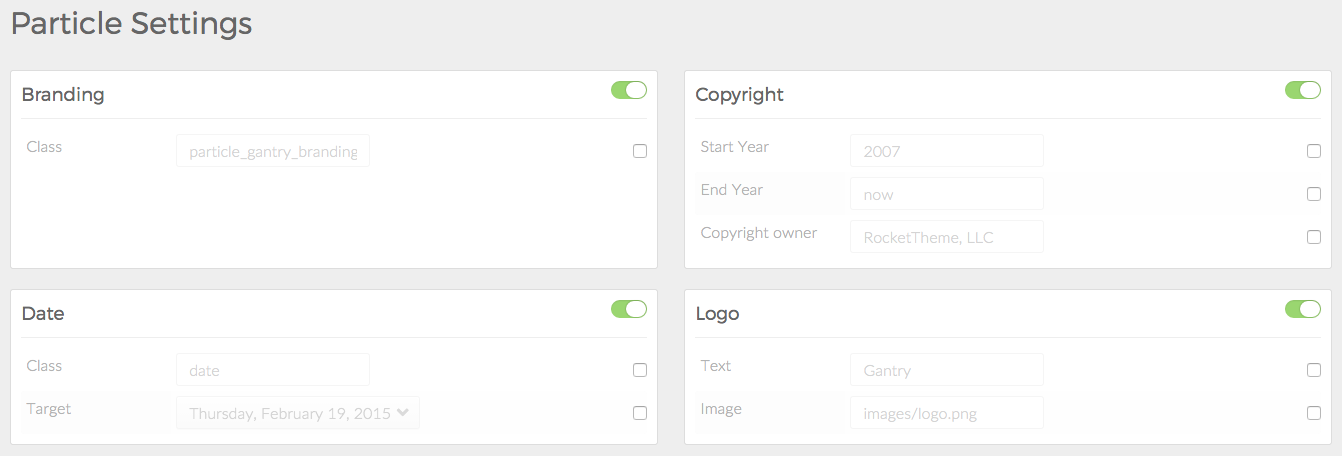 Particle Settings
Branding
Class particle_gantry_branding
Copyright
Start Year 2007
End Year now
Copyright owner RocketTheme, LLC
Date
Class date
Target Thursday, February 19, 2015
Logo
Text Gantry
Image images/logo.png